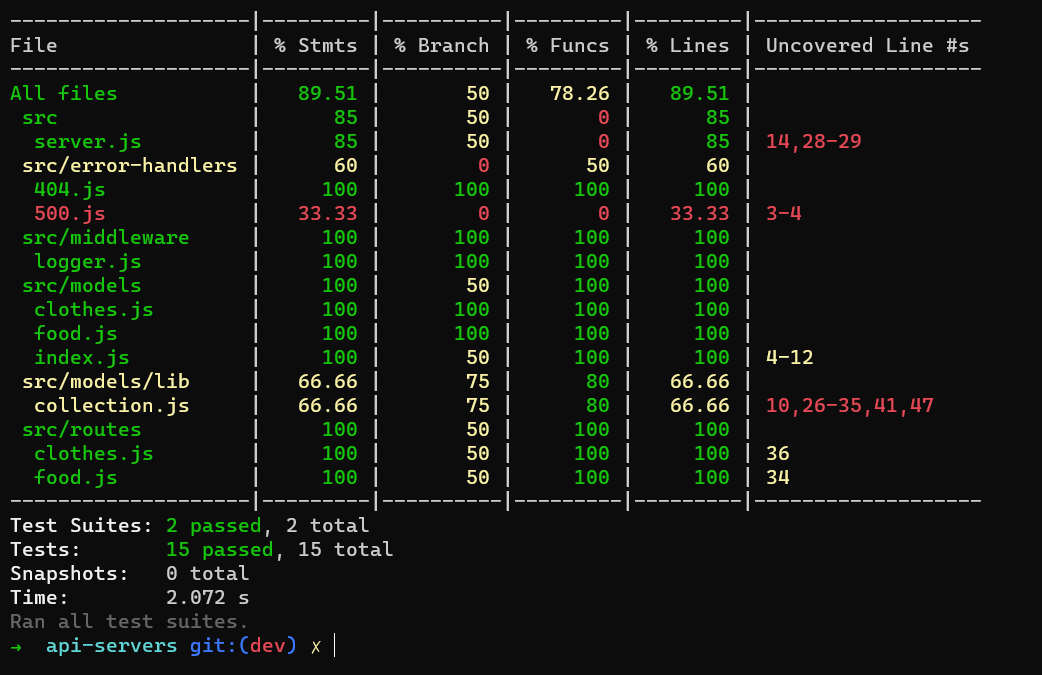 --------------------|---------|----------|---------|---------|-------------------
File                | % Stmts | % Branch | % Funcs | % Lines | Uncovered Line #s
--------------------|---------|----------|---------|---------|-------------------
All files           |   89.51 |       50 |   78.26 |   89.51 |
 src                |      85 |       50 |       0 |      85 |
  server.js         |      85 |       50 |       0 |      85 | 14,28-29
 src/error-handlers |      60 |        0 |      50 |      60 |
  404.js            |     100 |      100 |     100 |     100 |
  500.js            |   33.33 |        0 |       0 |   33.33 | 3-4
 src/middleware     |     100 |      100 |     100 |     100 |
  logger.js         |     100 |      100 |     100 |     100 |
 src/models         |     100 |       50 |     100 |     100 |
  clothes.js        |     100 |      100 |     100 |     100 |
  food.js           |     100 |      100 |     100 |     100 |
  index.js          |     100 |       50 |     100 |     100 | 4-12
 src/models/lib     |   66.66 |       75 |      80 |   66.66 |
  collection.js     |   66.66 |       75 |      80 |   66.66 | 10,26-35,41,47
 src/routes         |     100 |       50 |     100 |     100 |
  clothes.js        |     100 |       50 |     100 |     100 | 36
  food.js           |     100 |       50 |     100 |     100 | 34
--------------------|---------|----------|---------|---------|-------------------
Test Suites: 2 passed, 2 total
Tests:       15 passed, 15 total
Snapshots:   0 total
Time:        2.072 s
Ran all test suites.
→  api-servers git:(dev) ✗